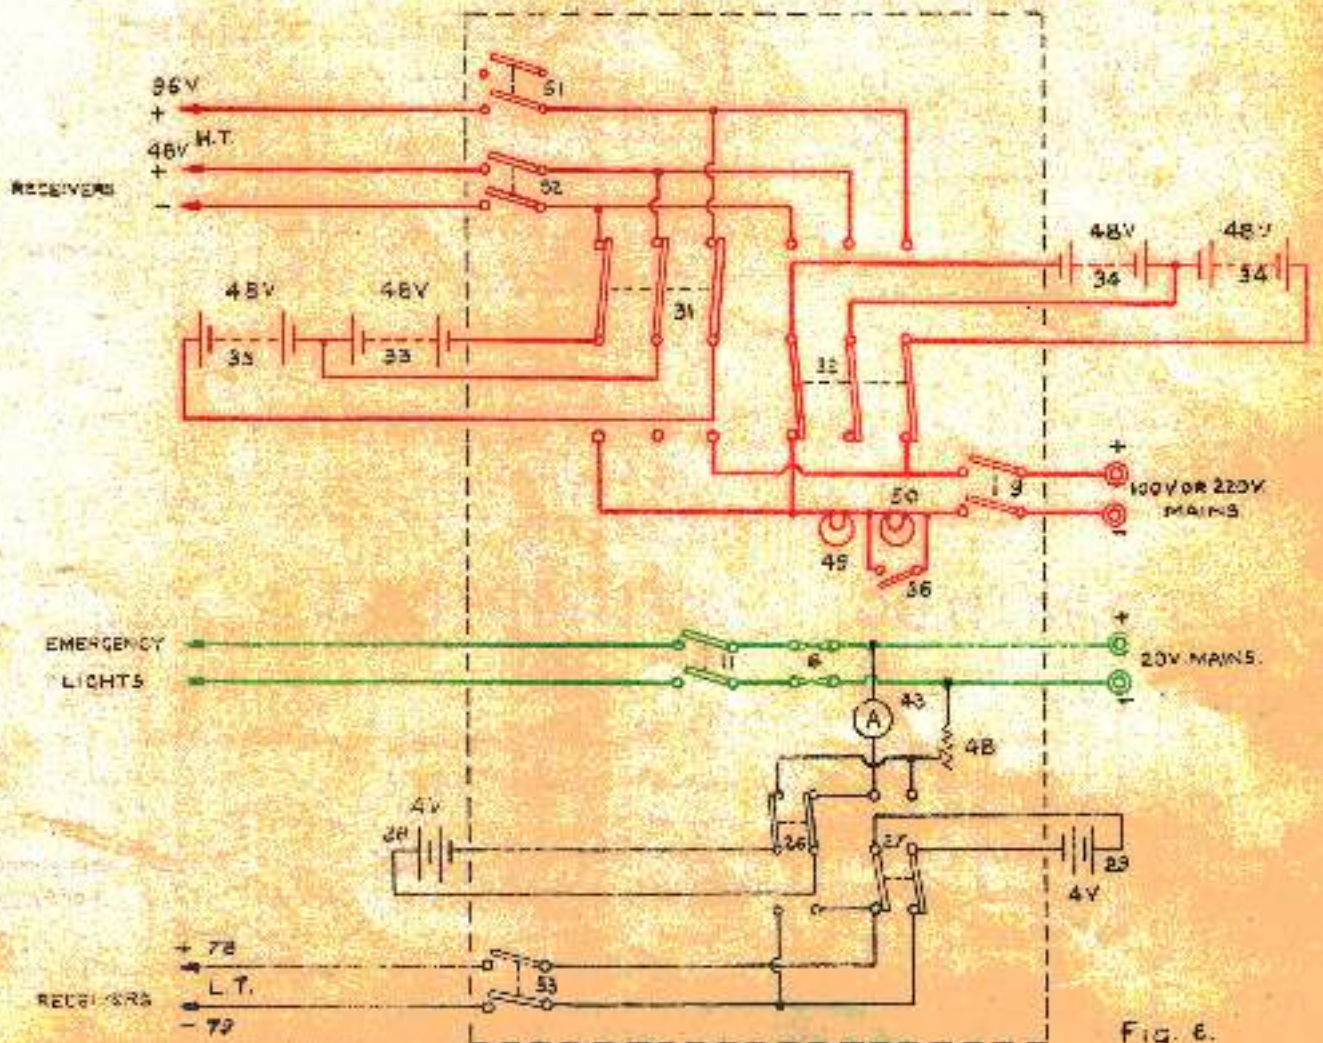 96V
+
51
H.T.
48V
+
52
RECEIVERS
-
48V
48V
34
34
48V
48V
31
33
33
32
+
50
9
100V OR 220V.
MAINS
-
49
36
EMERGENCY
LIGHTS
11
6
+
20V. MAINS.
-
43
A
48
4V
28
26
27
29
4V
+ 78
L.T.
RECEIVERS
- 79
53
FIG. 6.